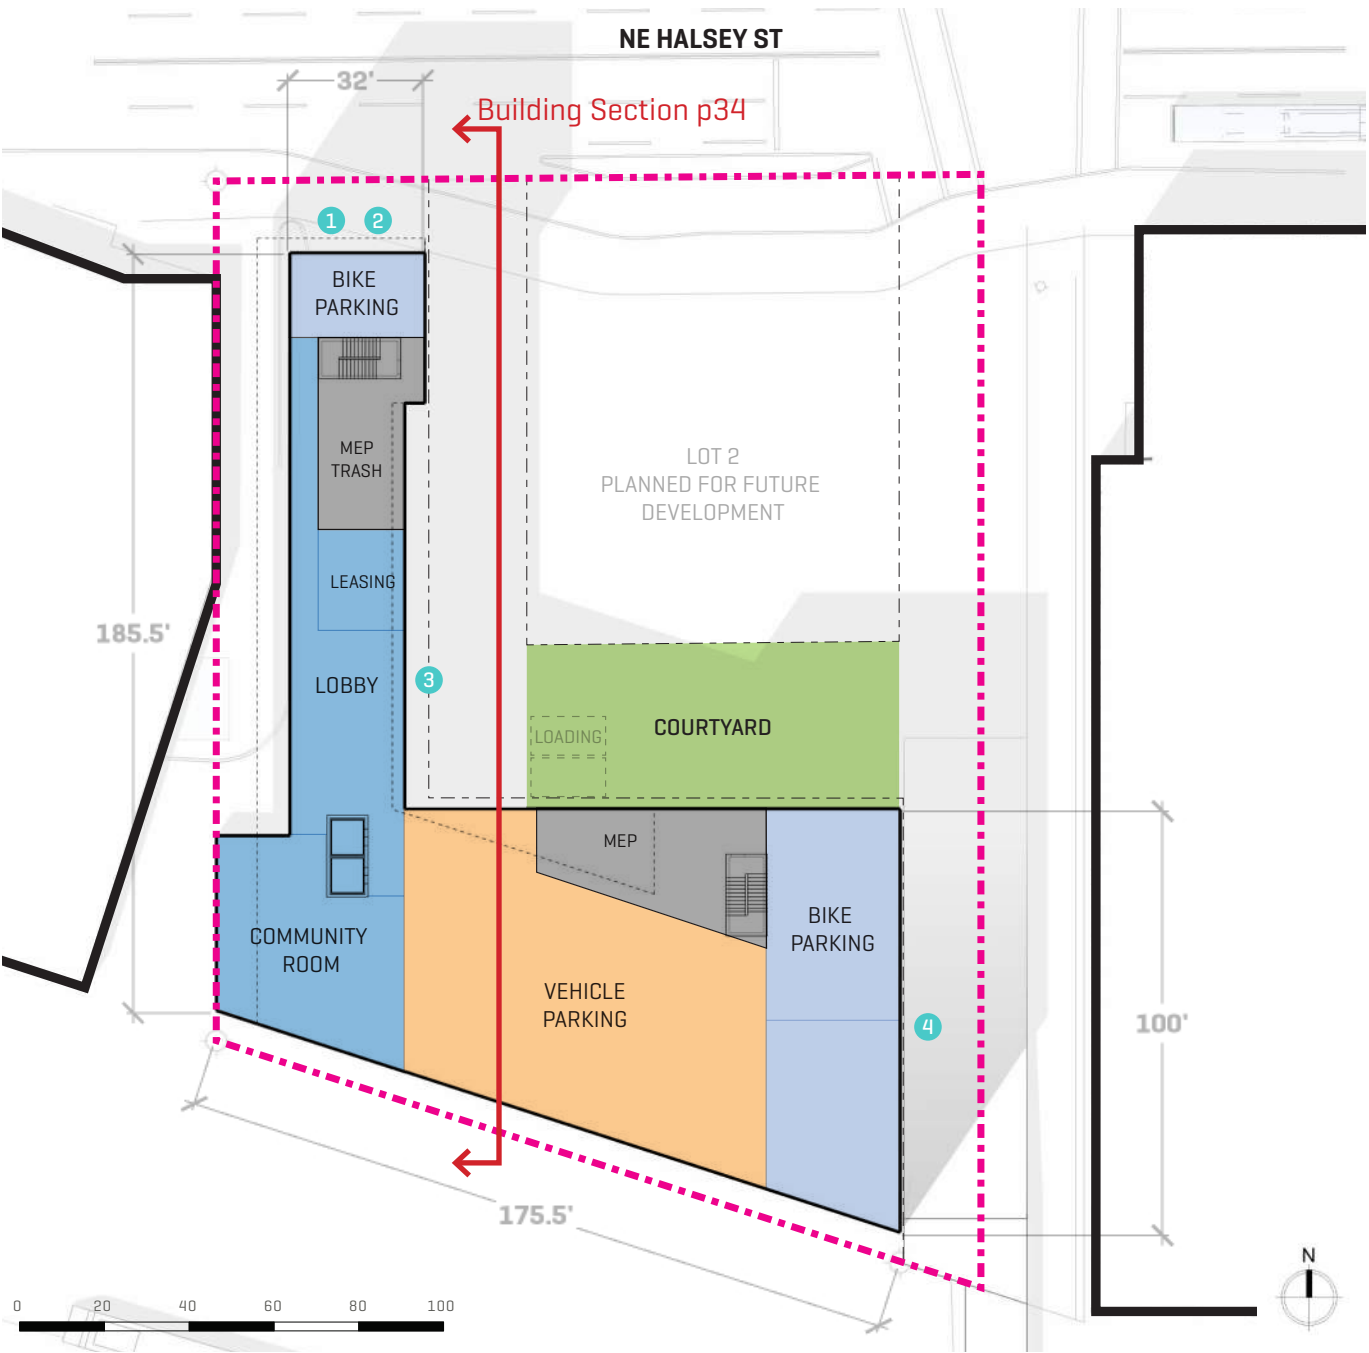 NE HALSEY ST
32'
Building Section p34
1
2
BIKE
PARKING
MEP
TRASH
LOT 2
PLANNED FOR FUTURE
DEVELOPMENT
LEASING
185.5'
LOBBY
3
LOADING
COURTYARD
MEP
BIKE
PARKING
COMMUNITY
ROOM
VEHICLE
PARKING
4
100'
175.5'
N
0 20 40 60 80 100